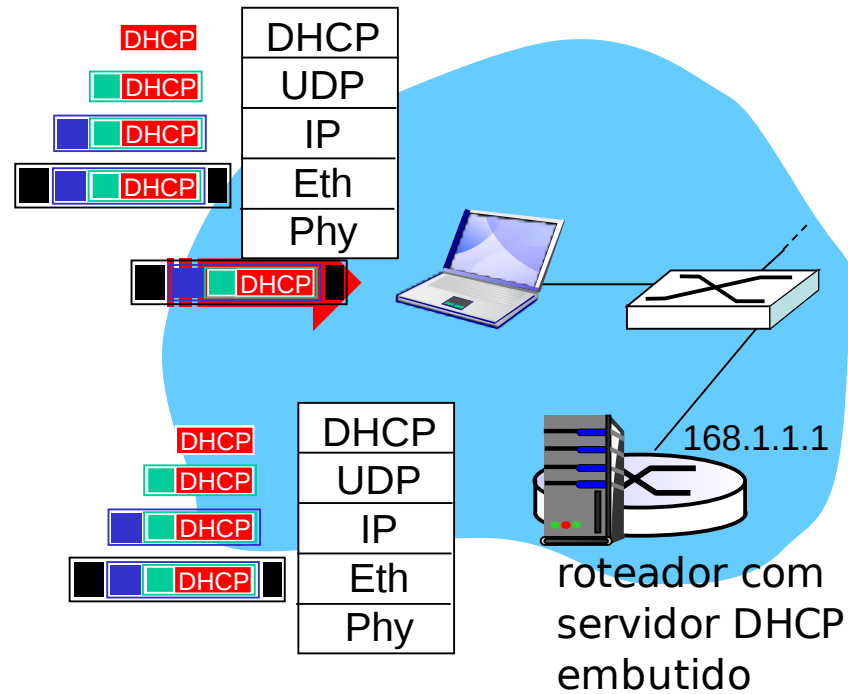 DHCP DHCP
DHCP UDP
DHCP IP
DHCP Eth
Phy
DHCP
168.1.1.1
DHCP DHCP
DHCP UDP
DHCP IP
DHCP Eth
Phy
roteador com
servidor DHCP
embutido